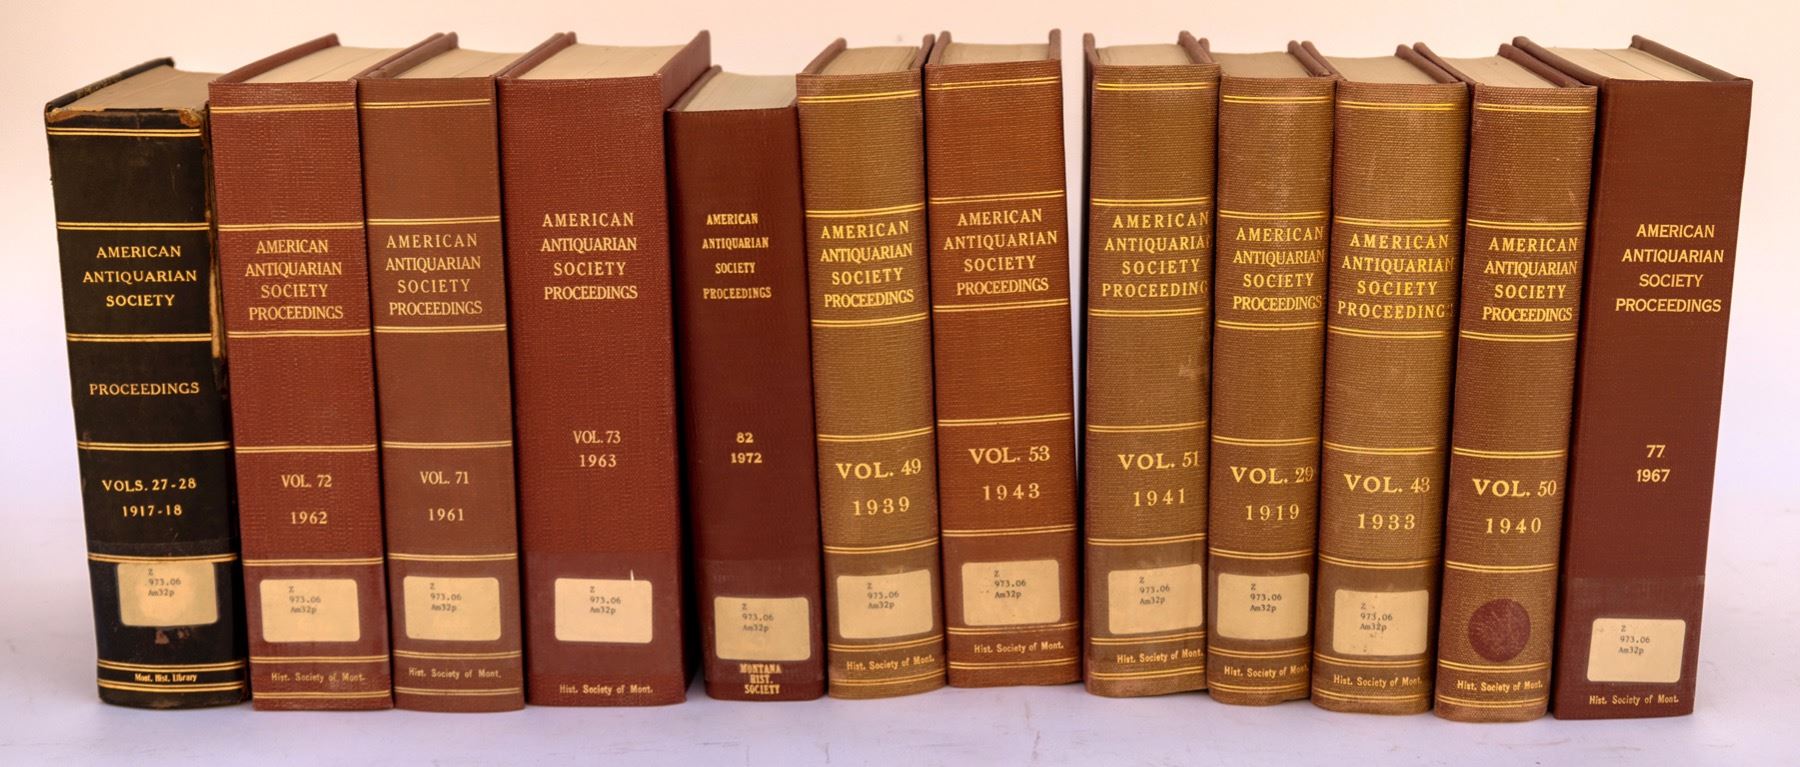 AMERICAN
ANTIQUARIAN
SOCIETY
PROCEEDINGS
VOLS. 27-28
1917-18
Z
973.06
Am32p
Mont. Hist. Library
AMERICAN
ANTIQUARIAN
SOCIETY
PROCEEDINGS
VOL. 72
1962
Z
973.06
Am32p
Hist. Society of Mont.
AMERICAN
ANTIQUARIAN
SOCIETY
PROCEEDINGS
VOL. 71
1961
Z
973.06
Am32p
Hist. Society of Mont.
AMERICAN
ANTIQUARIAN
SOCIETY
PROCEEDINGS
VOL. 73
1963
Z
973.06
Am32p
Hist. Society of Mont.
AMERICAN
ANTIQUARIAN
SOCIETY
PROCEEDINGS
82
1972
Z
973.06
Am32p
MONTANA
HIST.
SOCIETY
AMERICAN
ANTIQUARIAN
SOCIETY
PROCEEDINGS
VOL. 49
1939
Z
973.06
Am32p
Hist. Society of Mont.
AMERICAN
ANTIQUARIAN
SOCIETY
PROCEEDINGS
VOL. 53
1943
Z
973.06
Am32p
Hist. Society of Mont.
AMERICAN
ANTIQUARIAN
SOCIETY
PROCEEDING
VOL. 51
1941
Z
973.06
Am32p
Hist. Society of Mont.
AMERICAN
ANTIQUARIAN
SOCIETY
PROCEEDINGS
VOL. 29
1919
Z
973.06
Am32p
Hist. Society of Mont.
AMERICAN
ANTIQUARIAN
SOCIETY
PROCEEDING
VOL. 43
1933
Z
973.06
Am32p
Hist. Society of Mont.
AMERICAN
ANTIQUARIAN
SOCIETY
PROCEEDINGS
VOL. 50
1940
Hist. Society of Mont.
AMERICAN
ANTIQUARIAN
SOCIETY
PROCEEDINGS
77
1967
Z
973.06
Am32p
Hist. Society of Mont.